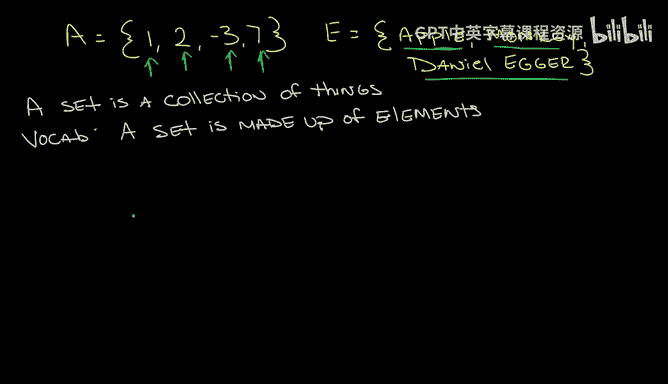 A = {1, 2, -3, 7} E = {
GPT中英字幕课程资源 bilibili
DANiEl EGGER}
A SEt is A COllECtiON of tHiNgs
VOCAb: A SEt is MADE UP of ElEMENtS